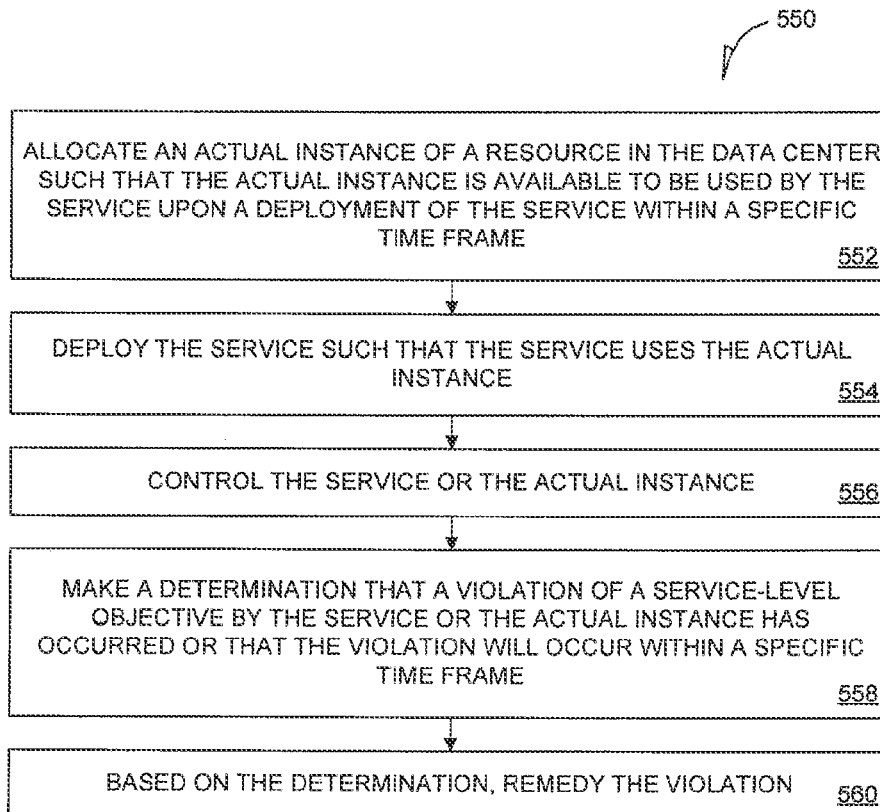 550
ALLOCATE AN ACTUAL INSTANCE OF A RESOURCE IN THE DATA CENTER
SUCH THAT THE ACTUAL INSTANCE IS AVAILABLE TO BE USED BY THE
SERVICE UPON A DEPLOYMENT OF THE SERVICE WITHIN A SPECIFIC
TIME FRAME
552
DEPLOY THE SERVICE SUCH THAT THE SERVICE USES THE ACTUAL
INSTANCE
554
CONTROL THE SERVICE OR THE ACTUAL INSTANCE
556
MAKE A DETERMINATION THAT A VIOLATION OF A SERVICE-LEVEL
OBJECTIVE BY THE SERVICE OR THE ACTUAL INSTANCE HAS
OCCURRED OR THAT THE VIOLATION WILL OCCUR WITHIN A SPECIFIC
TIME FRAME
558
BASED ON THE DETERMINATION, REMEDY THE VIOLATION
560